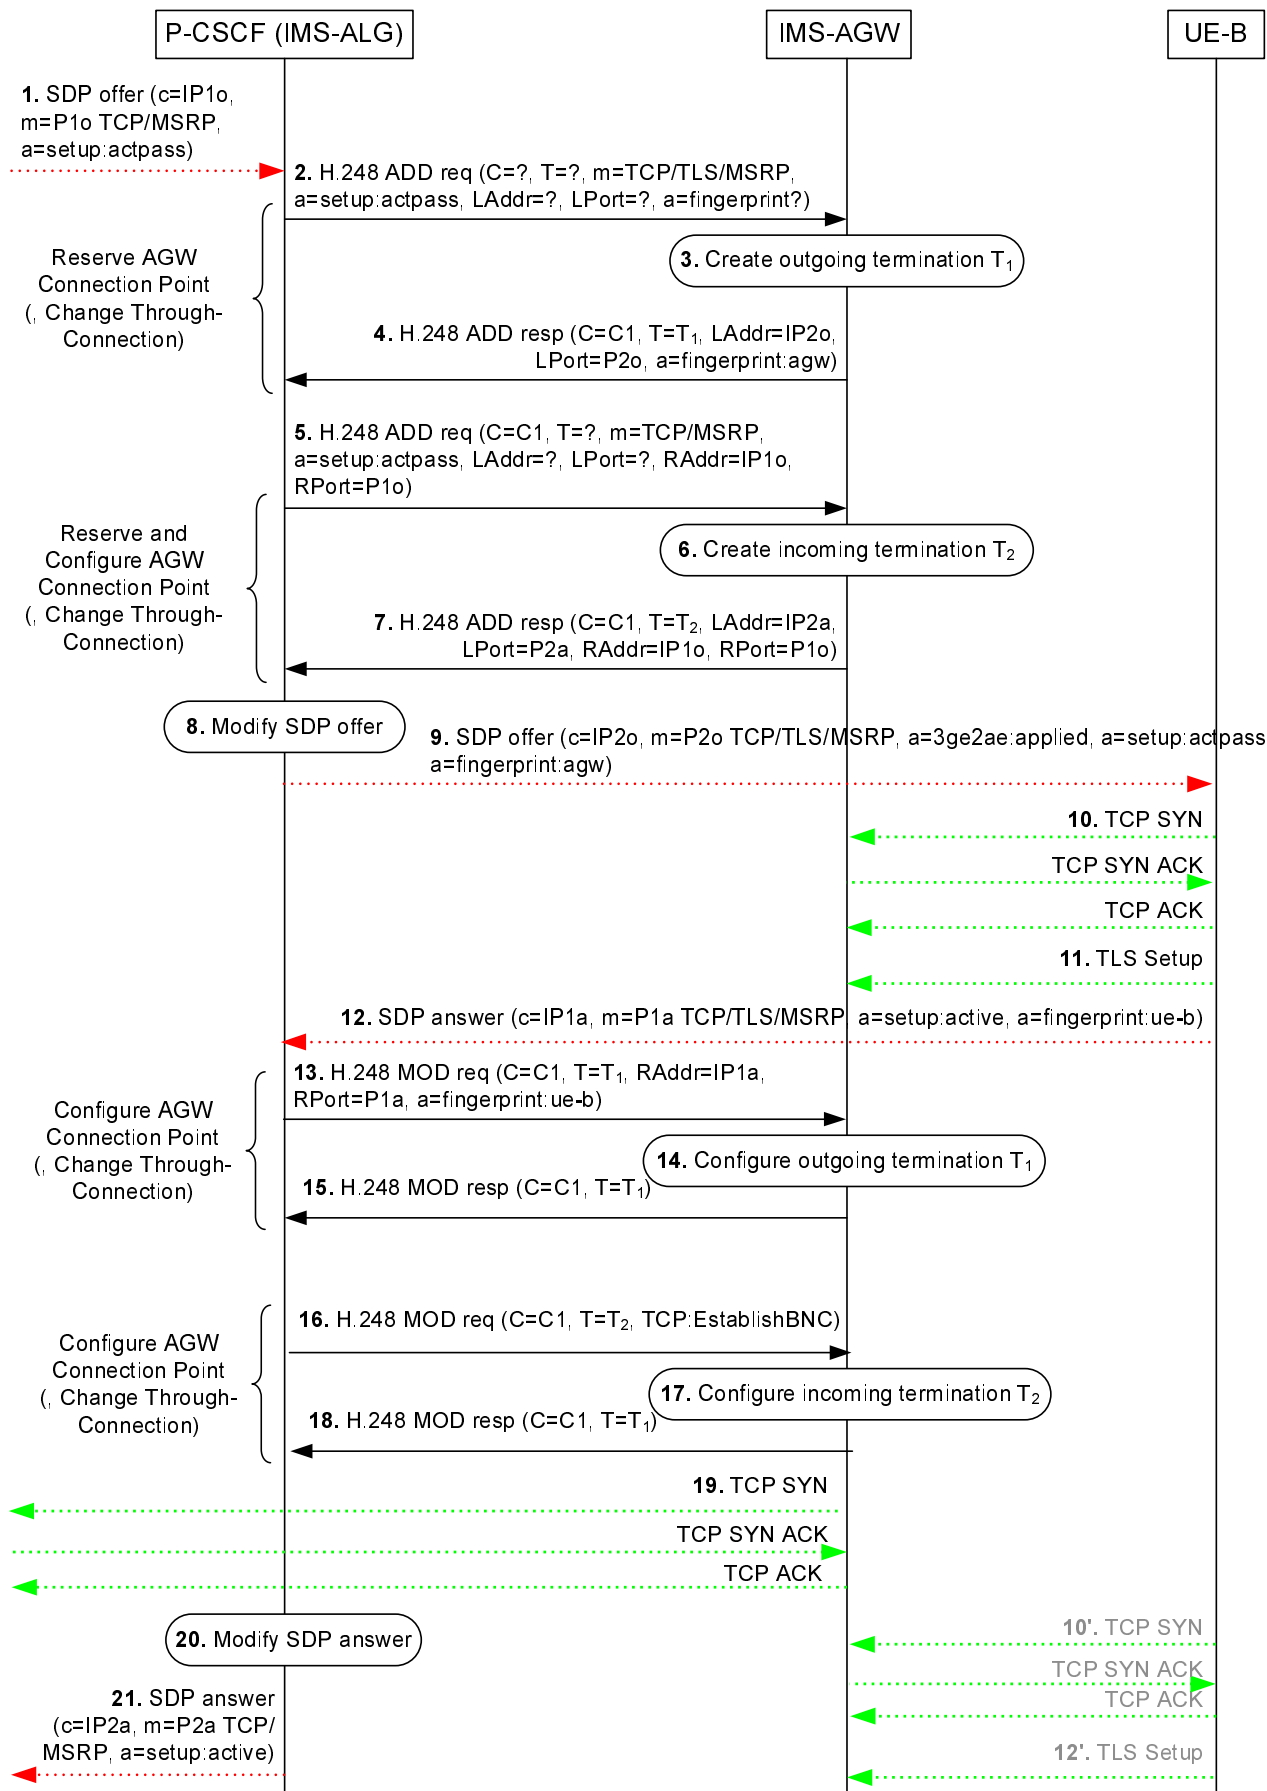 P-CSCF (IMS-ALG)
IMS-AGW
UE-B
1. SDP offer (c=IP1o,
m=P1o TCP/MSRP,
a=setup:actpass)
2. H.248 ADD req (C=?, T=?, m=TCP/TLS/MSRP,
a=setup:actpass, LAddr=?, LPort=?, a=fingerprint?)
Reserve AGW
Connection Point
(, Change Through-
Connection)
3. Create outgoing termination T1
4. H.248 ADD resp (C=C1, T=T1, LAddr=IP2o,
LPort=P2o, a=fingerprint:agw)
5. H.248 ADD req (C=C1, T=?, m=TCP/MSRP,
a=setup:actpass, LAddr=?, LPort=?, RAddr=IP1o,
RPort=P1o)
Reserve and
Configure AGW
Connection Point
(, Change Through-
Connection)
6. Create incoming termination T2
7. H.248 ADD resp (C=C1, T=T2, LAddr=IP2a,
LPort=P2a, RAddr=IP1o, RPort=P1o)
8. Modify SDP offer
9. SDP offer (c=IP2o, m=P2o TCP/TLS/MSRP, a=3ge2ae:applied, a=setup:actpass
a=fingerprint:agw)
10. TCP SYN
TCP SYN ACK
TCP ACK
11. TLS Setup
12. SDP answer (c=IP1a, m=P1a TCP/TLS/MSRP, a=setup:active, a=fingerprint:ue-b)
13. H.248 MOD req (C=C1, T=T1, RAddr=IP1a,
RPort=P1a, a=fingerprint:ue-b)
Configure AGW
Connection Point
(, Change Through-
Connection)
14. Configure outgoing termination T1
15. H.248 MOD resp (C=C1, T=T1)
16. H.248 MOD req (C=C1, T=T2, TCP:EstablishBNC)
Configure AGW
Connection Point
(, Change Through-
Connection)
17. Configure incoming termination T2
18. H.248 MOD resp (C=C1, T=T1)
19. TCP SYN
TCP SYN ACK
TCP ACK
20. Modify SDP answer
10'. TCP SYN
TCP SYN ACK
TCP ACK
21. SDP answer
(c=IP2a, m=P2a TCP/
MSRP, a=setup:active)
12'. TLS Setup